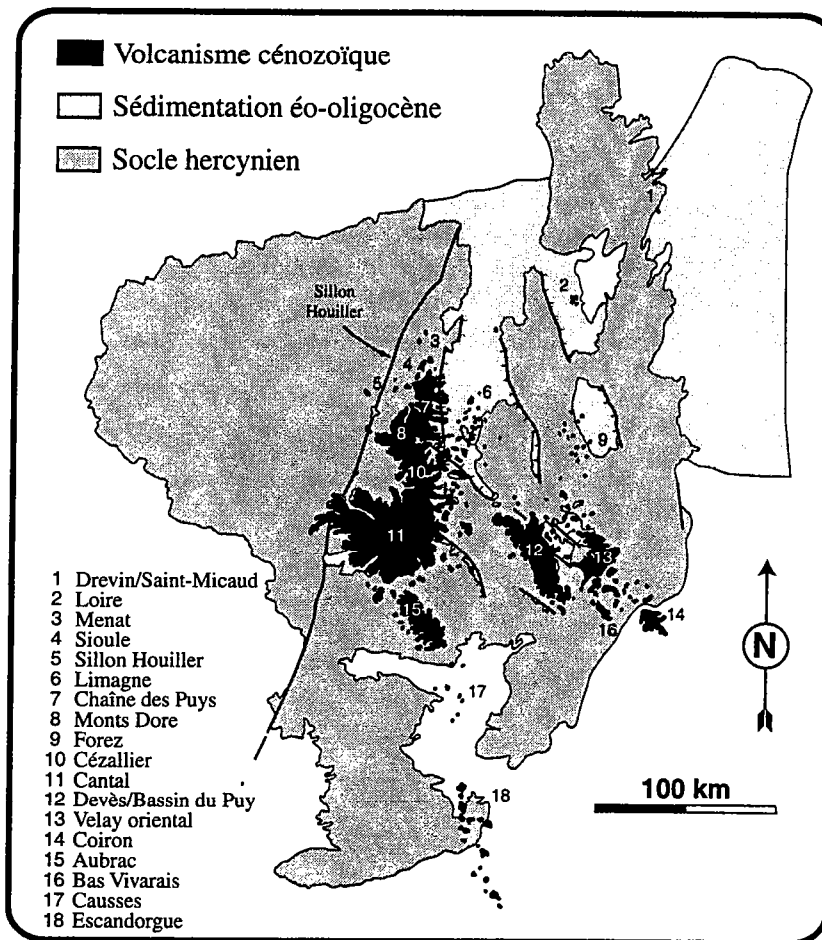 Volcanisme cénozoïque
Sédimentation éo-oligocène
Socle hercynien
Sillon
Houiller
1
2
3
4
5
6
7
8
9
10
11
12
13
14
15
16
17
18
1 Drevin/Saint-Micaud
2 Loire
3 Menat
4 Sioule
5 Sillon Houiller
6 Limagne
7 Chaîne des Puys
8 Monts Dore
9 Forez
10 Cézallier
11 Cantal
12 Devès/Bassin du Puy
13 Velay oriental
14 Coiron
15 Aubrac
16 Bas Vivarais
17 Causses
18 Escandorgue
N
100 km